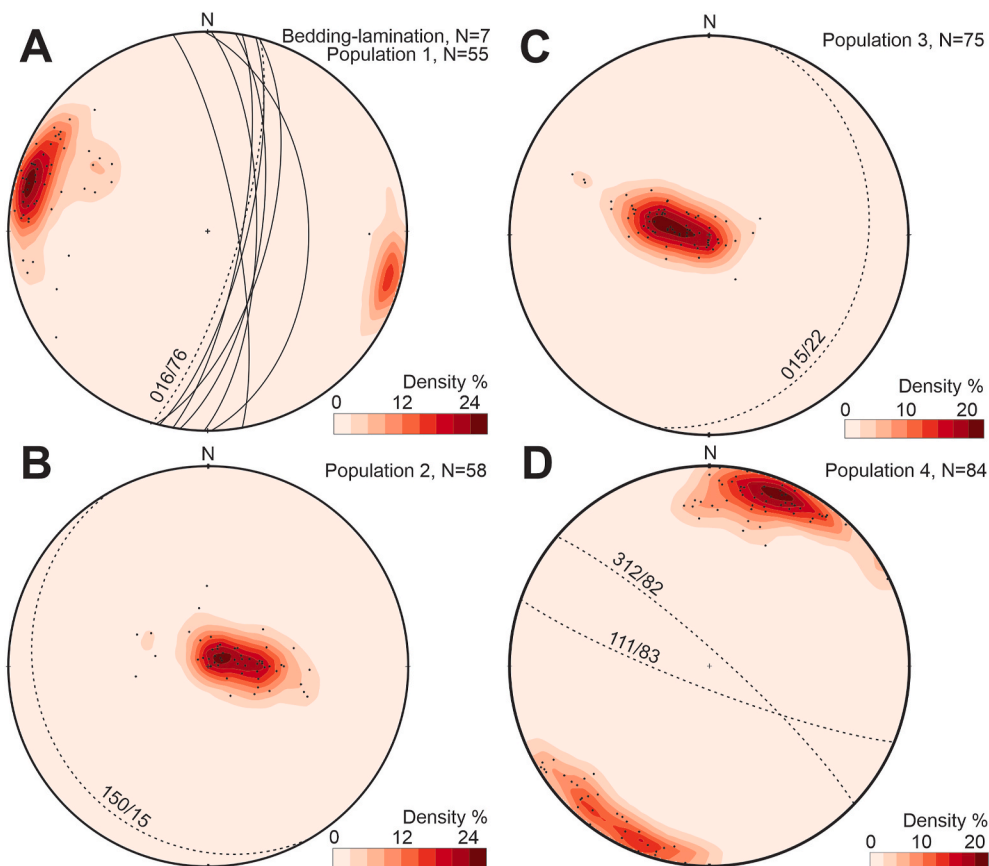 A
N
Bedding-lamination, N=7
Population 1, N=55
016/76
Density %
0 12 24
C
Population 3, N=75
015/22
Density %
0 10 20
B
N
Population 2, N=58
150/15
Density %
0 12 24
D
N
Population 4, N=84
312/82
111/83
Density %
0 10 20